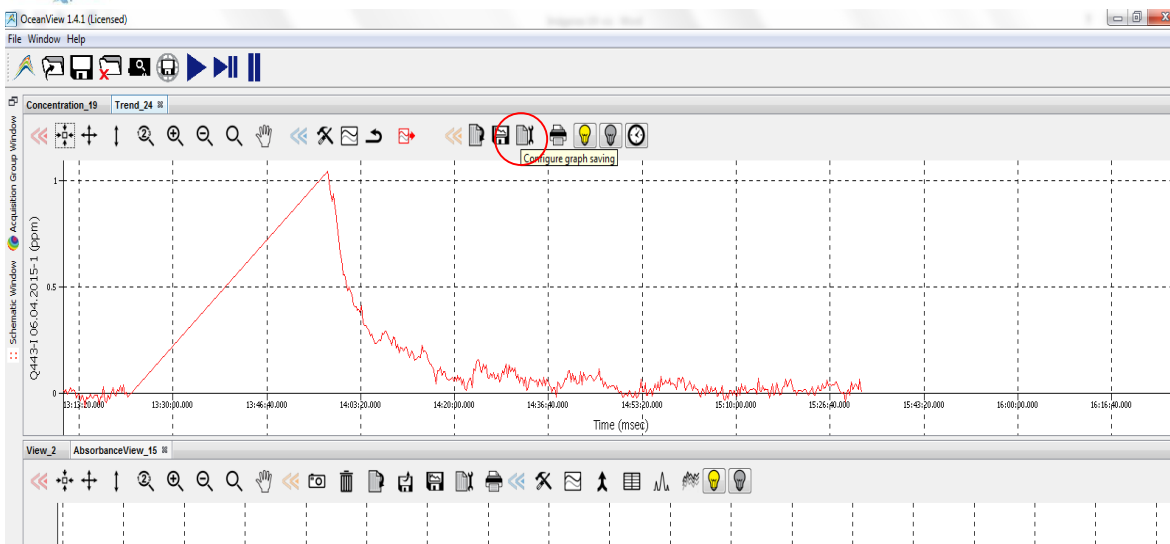 OceanView 1.4.1 (Licensed)
File Window Help
Concentration_19 Trend_24
Configure graph saving
Schematic Window Acquisition Group Window
Q443-I 06.04.2015-1 (ppm)
1
0.5
0
13:13:20.000 13:30:00.000 13:46:40.000 14:03:20.000 14:20:00.000 14:36:40.000 14:53:20.000 15:10:00.000 15:26:40.000 15:43:20.000 16:00:00.000 16:16:40.000
Time (msec)
View_2 AbsorbanceView_15